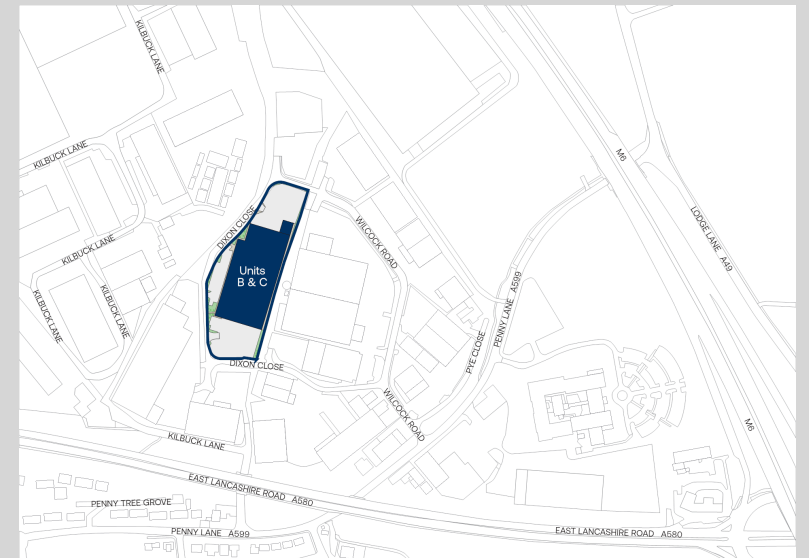 KILBUCK LANE
KILBUCK LANE
M6
LODGE LANE A49
DIXON CLOSE
WILCOCK ROAD
KILBUCK LANE
Units
B & C
KILBUCK LANE
KILBUCK LANE
PENNY LANE A599
PYE CLOSE
DIXON CLOSE
WILCOCK ROAD
M6
KILBUCK LANE
EAST LANCASHIRE ROAD A580
PENNY TREE GROVE
PENNY LANE A599
EAST LANCASHIRE ROAD A580